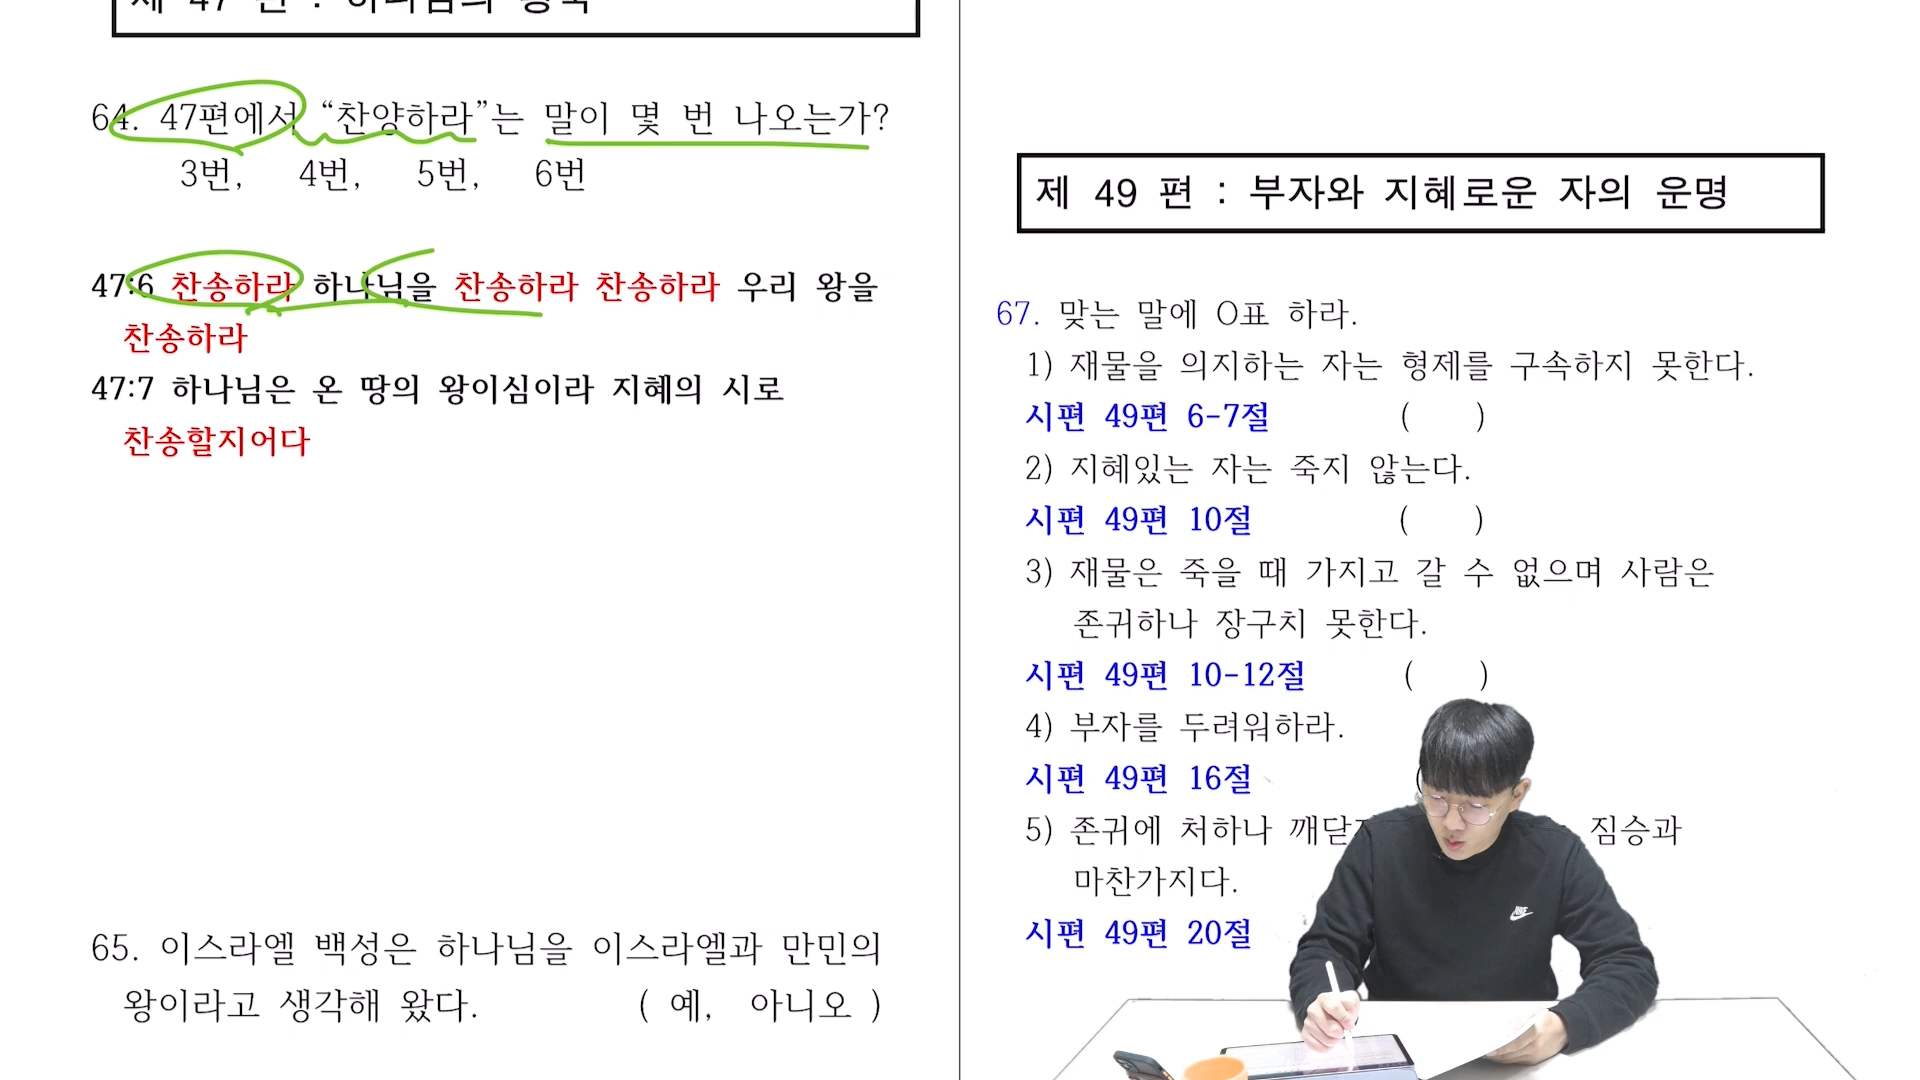 제 47 편 : 하나님의 왕국
64. 47편에서 “찬양하라”는 말이 몇 번 나오는가?
3번, 4번, 5번, 6번
47:6 찬송하라 하나님을 찬송하라 찬송하라 우리 왕을
찬송하라
47:7 하나님은 온 땅의 왕이심이라 지혜의 시로
찬송할지어다
65. 이스라엘 백성은 하나님을 이스라엘과 만민의
왕이라고 생각해 왔다. ( 예, 아니오 )
제 49 편 : 부자와 지혜로운 자의 운명
67. 맞는 말에 O표 하라.
1) 재물을 의지하는 자는 형제를 구속하지 못한다.
시편 49편 6-7절 ( )
2) 지혜있는 자는 죽지 않는다.
시편 49편 10절 ( )
3) 재물은 죽을 때 가지고 갈 수 없으며 사람은
존귀하나 장구치 못한다.
시편 49편 10-12절 ( )
4) 부자를 두려워하라.
시편 49편 16절 (
5) 존귀에 처하나 짐승과
마찬가지다.
시편 49편 20절